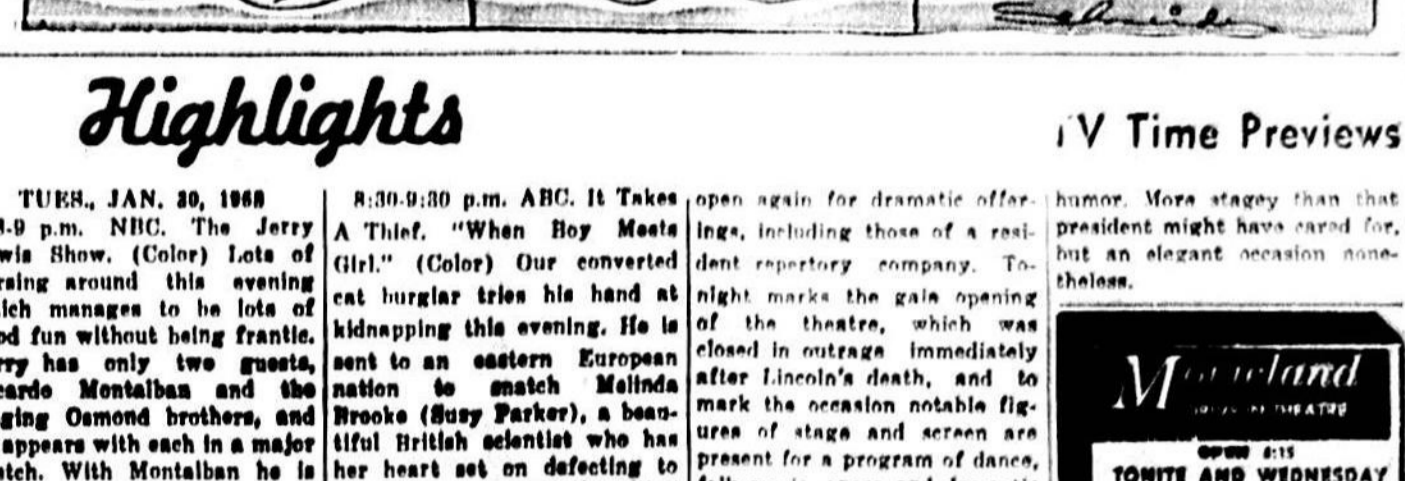 Schneider
Highlights
TV Time Previews
TUES., JAN. 30, 1968
8-9 p.m. NBC. The Jerry
wis Show. (Color) Lots of
rsing around this evening
ich manages to be lots of
od fun without being frantic.
rry has only two guests,
cardo Montalban and the
ging Osmond brothers, and
appears with each in a major
etch. With Montalban he is
8:30-9:30 p.m. ABC. It Takes
A Thief. "When Boy Meets
Girl." (Color) Our converted
cat burglar tries his hand at
kidnapping this evening. He is
sent to an eastern European
nation to snatch Melinda
Brooke (Susy Parker), a beau-
tiful British scientist who has
her heart set on defecting to
open again for dramatic offer-
ings, including those of a resi-
dent repertory company. To-
night marks the gala opening
of the theatre, which was
closed in outrage immediately
after Lincoln's death, and to
mark the occasion notable fig-
ures of stage and screen are
present for a program of dance,
humor. More stagey than that
president might have cared for,
but an elegant occasion none-
theless.
Movieland
THEATRE
OPEN 6:15
TONITE AND WEDNESDAY